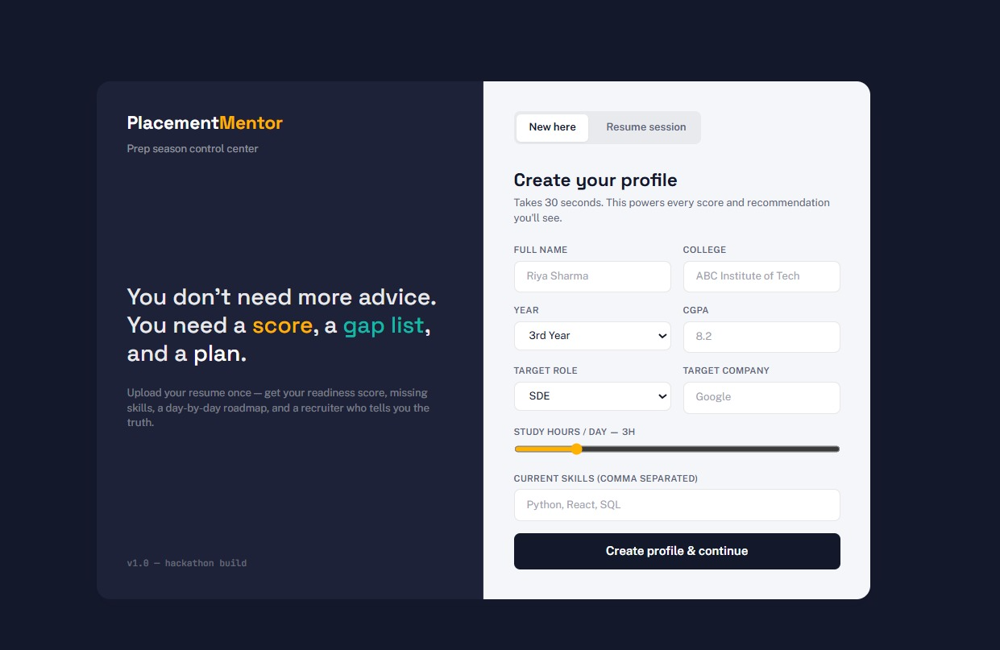 PlacementMentor
Prep season control center
You don’t need more advice.
You need a score, a gap list,
and a plan.
Upload your resume once — get your readiness score, missing
skills, a day-by-day roadmap, and a recruiter who tells you the
truth.
v1.0 — hackathon build
New here
Resume session
Create your profile
Takes 30 seconds. This powers every score and recommendation
you'll see.
FULL NAME
COLLEGE
Riya Sharma
ABC Institute of Tech
YEAR
CGPA
3rd Year
8.2
TARGET ROLE
TARGET COMPANY
SDE
Google
STUDY HOURS / DAY — 3H
CURRENT SKILLS (COMMA SEPARATED)
Python, React, SQL
Create profile & continue